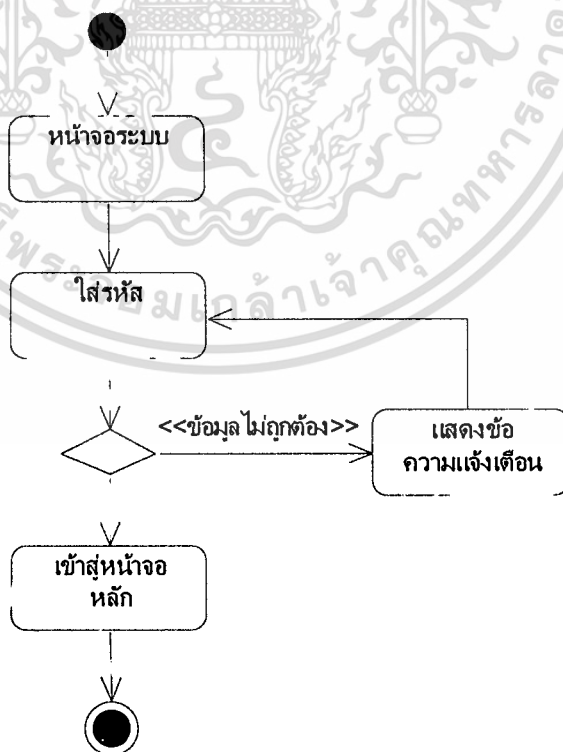 หน้าจอระบบ
ใส่รหัส
<<ข้อมูลไม่ถูกต้อง>>
แสดงข้อ
ความแจ้งเตือน
เข้าสู่หน้าจอ
หลัก